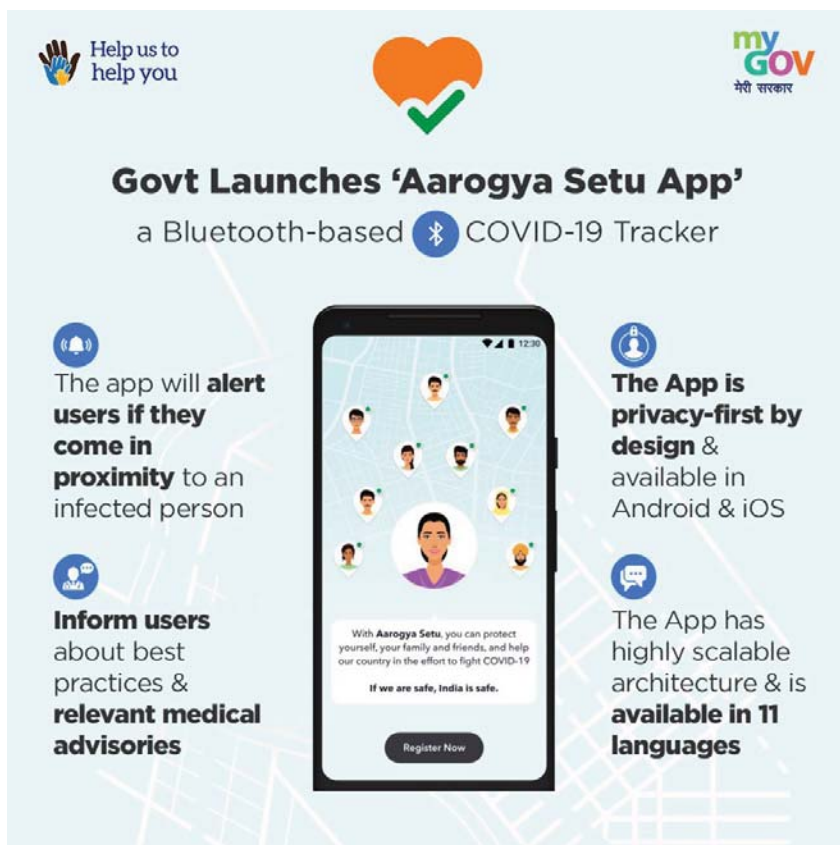 Help us to
help you
my
GOV
मेरी सरकार
Govt Launches ‘Aarogya Setu App’
a Bluetooth-based COVID-19 Tracker
The app will alert
users if they
come in
proximity to an
infected person
Inform users
about best
practices &
relevant medical
advisories
12:30
With Aarogya Setu, you can protect
yourself, your family and friends, and help
our country in the effort to fight COVID-19
If we are safe, India is safe.
Register Now
The App is
privacy-first by
design &
available in
Android & iOS
The App has
highly scalable
architecture & is
available in 11
languages